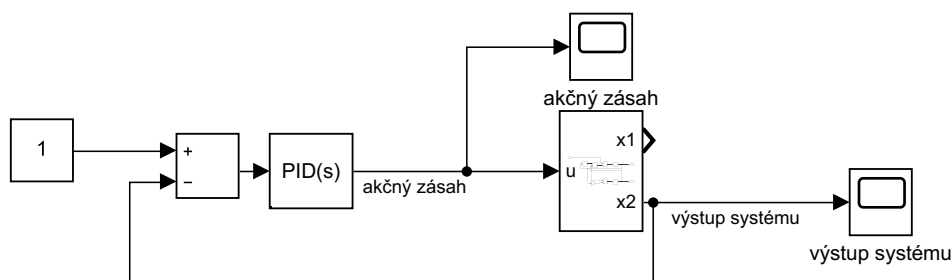 akčný zásah
1
+
−
PID(s)
akčný zásah
u
x1
x2
výstup systému
výstup systému